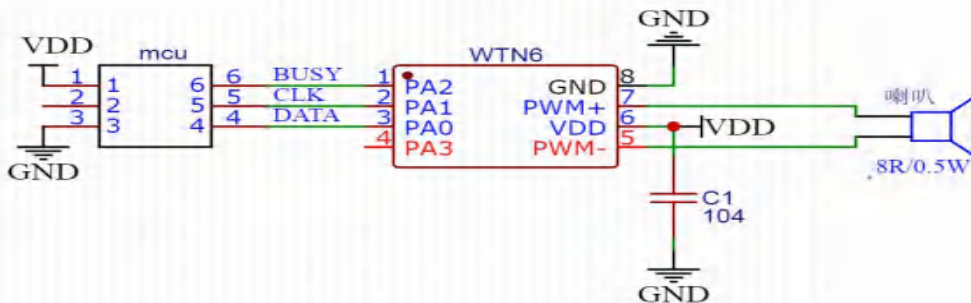 GND
VDD
mcu
WTN6
1 1 6 6 BUSY 1 PA2 GND 8
2 2 5 5 CLK 2 PA1 PWM+ 7
3 3 4 4 DATA 3 PA0 VDD 6 VDD
4 PA3 PWM- 5
GND
喇叭
8R/0.5W
C1
104
GND